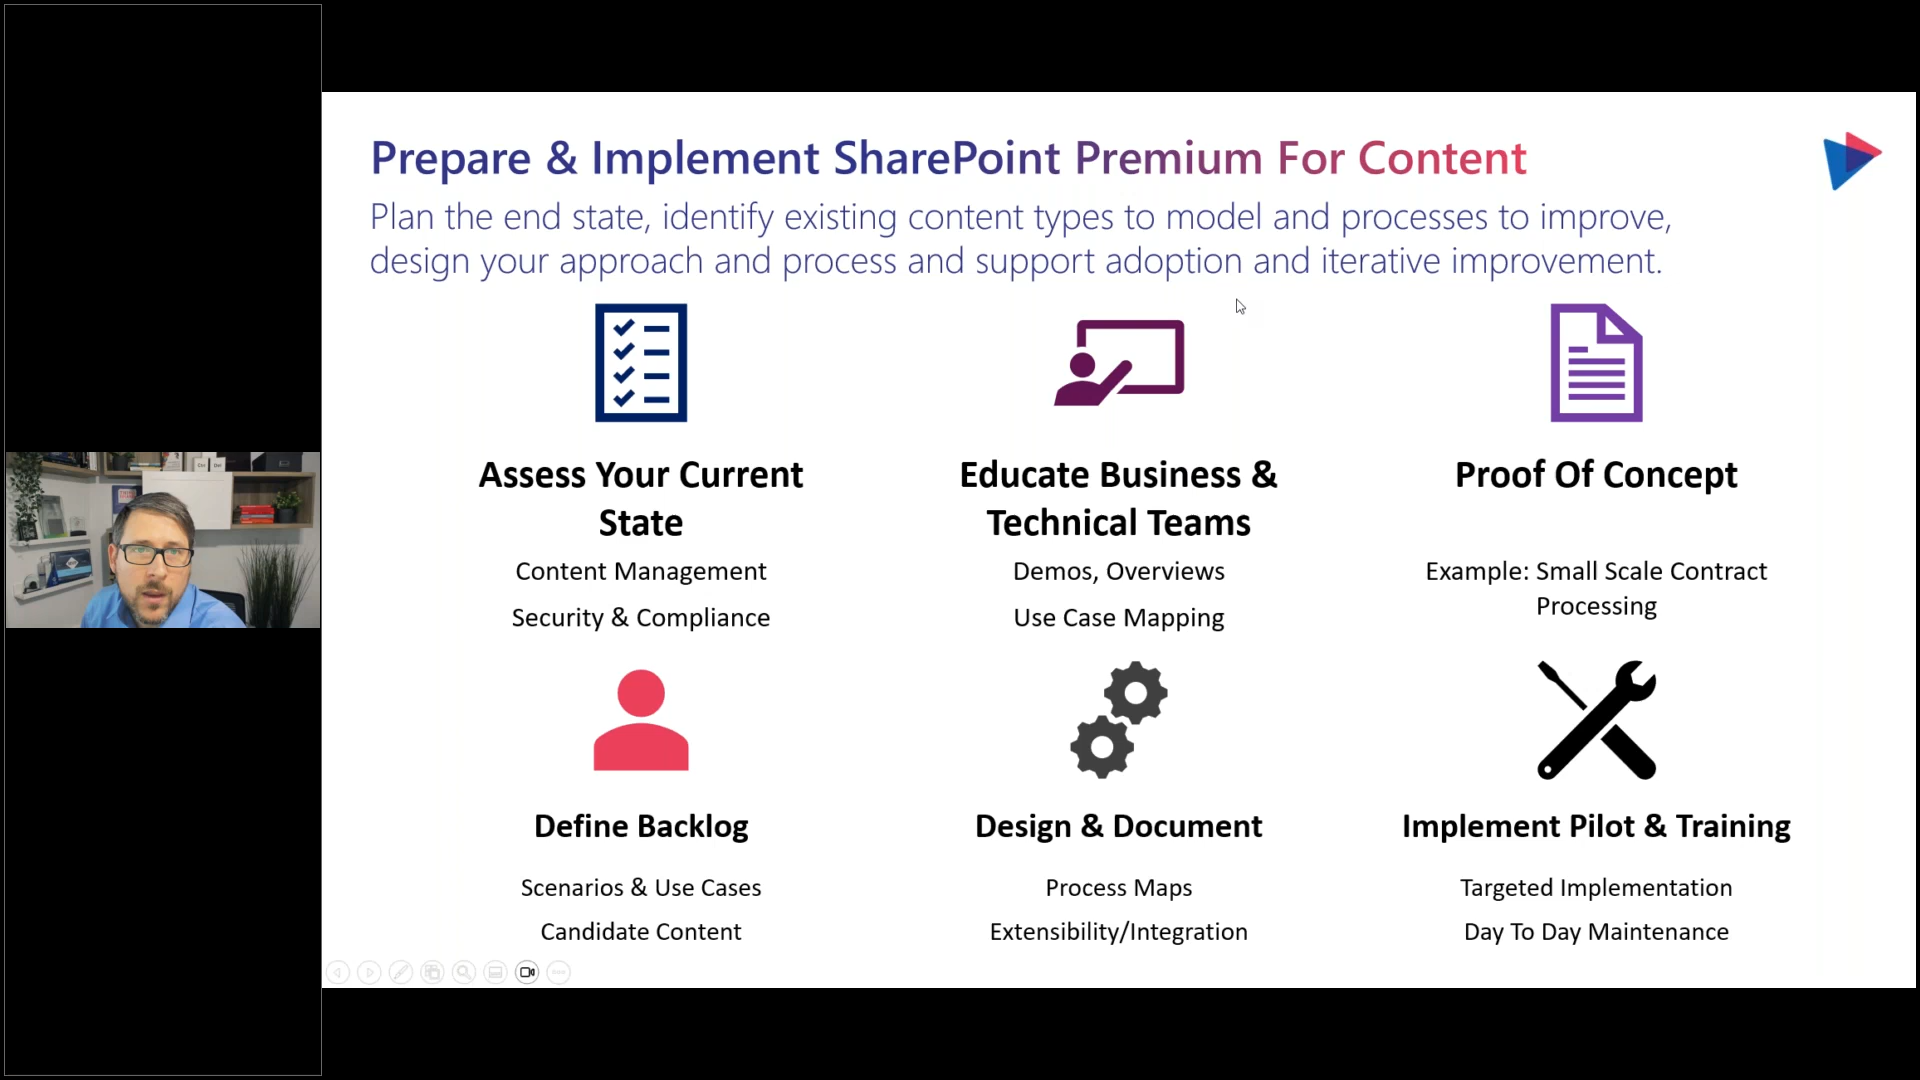 Prepare & Implement SharePoint Premium For Content
Plan the end state, identify existing content types to model and processes to improve,
design your approach and process and support adoption and iterative improvement.
Assess Your Current
State
Content Management
Security & Compliance
Educate Business &
Technical Teams
Demos, Overviews
Use Case Mapping
Proof Of Concept
Example: Small Scale Contract
Processing
Define Backlog
Scenarios & Use Cases
Candidate Content
Design & Document
Process Maps
Extensibility/Integration
Implement Pilot & Training
Targeted Implementation
Day To Day Maintenance